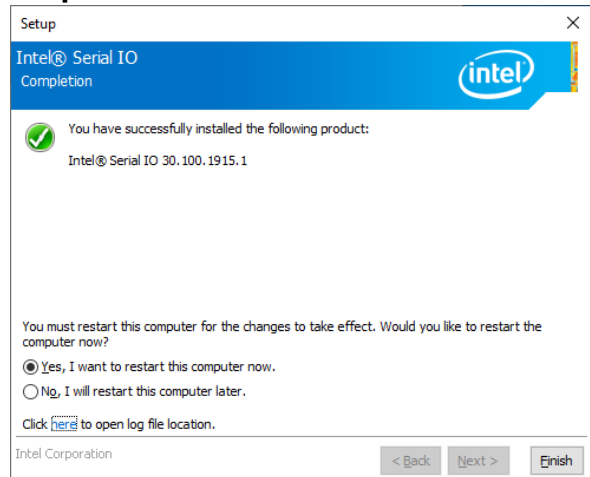 Setup
Intel® Serial IO
Completion
intel
You have successfully installed the following product:
Intel® Serial IO 30.100.1915.1
You must restart this computer for the changes to take effect. Would you like to restart the
computer now?
Yes, I want to restart this computer now.
No, I will restart this computer later.
Click here to open log file location.
Intel Corporation
< Back Next > Finish